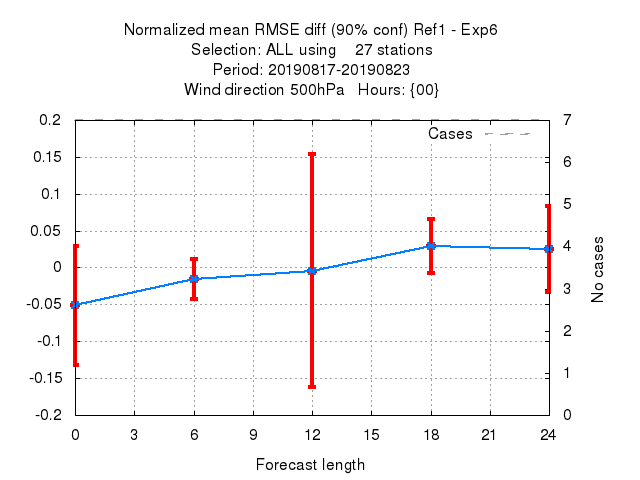 Normalized mean RMSE diff (90% conf) Ref1 - Exp6
Selection: ALL using    27 stations
Period: 20190817-20190823
Wind direction 500hPa   Hours: {00}
Cases
0.2
0.15
0.1
0.05
0
-0.05
-0.1
-0.15
-0.2
7
6
5
4
3
2
1
0
No cases
0 3 6 9 12 15 18 21 24
Forecast length